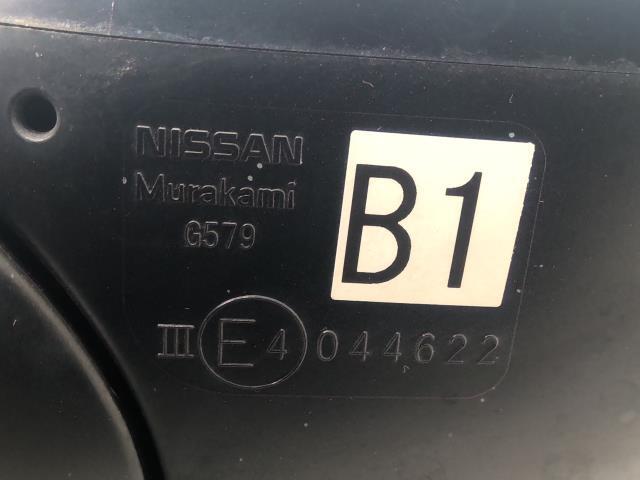 NISSAN
Murakami
G579
B1
III E4 044622